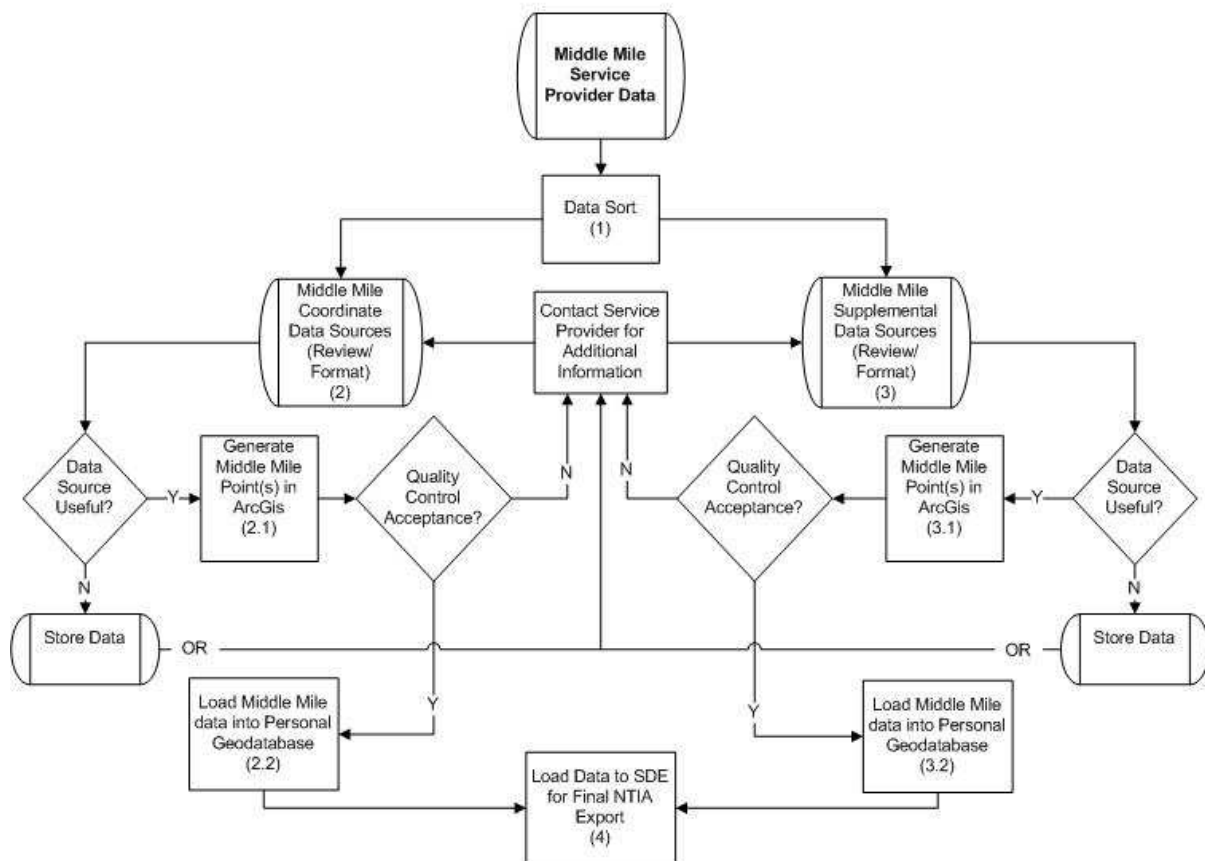 Middle Mile
Service
Provider Data
Data Sort
(1)
Middle Mile
Coordinate
Data Sources
(Review/
Format)
(2)
Contact Service
Provider for
Additional
Information
Middle Mile
Supplemental
Data Sources
(Review/
Format)
(3)
Data
Source
Useful?
Y
Generate
Middle Mile
Point(s) in
ArcGis
(2.1)
Quality
Control
Acceptance?
N
N
Quality
Control
Acceptance?
Generate
Middle Mile
Point(s) in
ArcGis
(3.1)
Y
Data
Source
Useful?
N
N
Store Data
OR
OR
Store Data
Y
Y
Load Middle Mile
data into Personal
Geodatabase
(2.2)
Load Middle Mile
data into Personal
Geodatabase
(3.2)
Load Data to SDE
for Final NTIA
Export
(4)